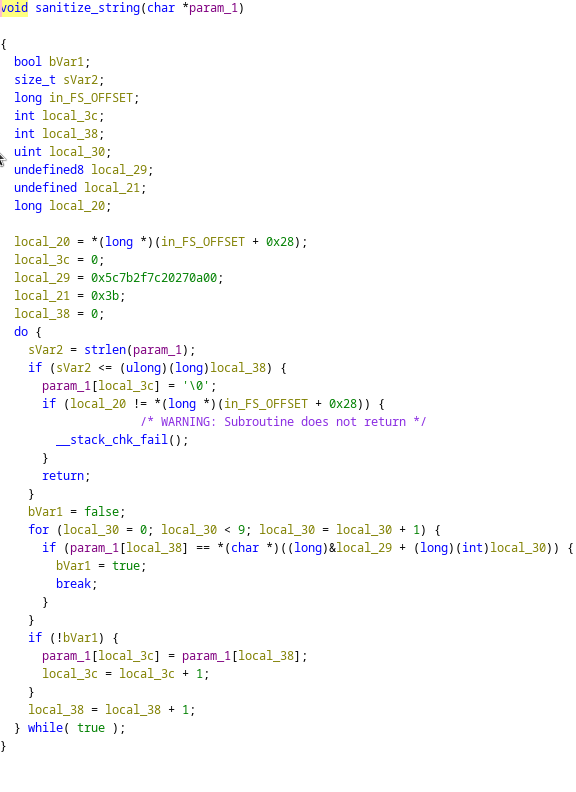 void sanitize_string(char *param_1)
{
bool bVar1;
size_t sVar2;
long in_FS_OFFSET;
int local_3c;
int local_38;
uint local_30;
undefined8 local_29;
undefined local_21;
long local_20;
local_20 = *(long *)(in_FS_OFFSET + 0x28);
local_3c = 0;
local_29 = 0x5c7b2f7c20270a00;
local_21 = 0x3b;
local_38 = 0;
do {
sVar2 = strlen(param_1);
if (sVar2 <= (ulong)(long)local_38) {
param_1[local_3c] = '\0';
if (local_20 != *(long *)(in_FS_OFFSET + 0x28)) {
/* WARNING: Subroutine does not return */
__stack_chk_fail();
}
return;
}
bVar1 = false;
for (local_30 = 0; local_30 < 9; local_30 = local_30 + 1) {
if (param_1[local_38] == *(char *)((long)&local_29 + (long)(int)local_30)) {
bVar1 = true;
break;
}
}
if (!bVar1) {
param_1[local_3c] = param_1[local_38];
local_3c = local_3c + 1;
}
local_38 = local_38 + 1;
} while( true );
}